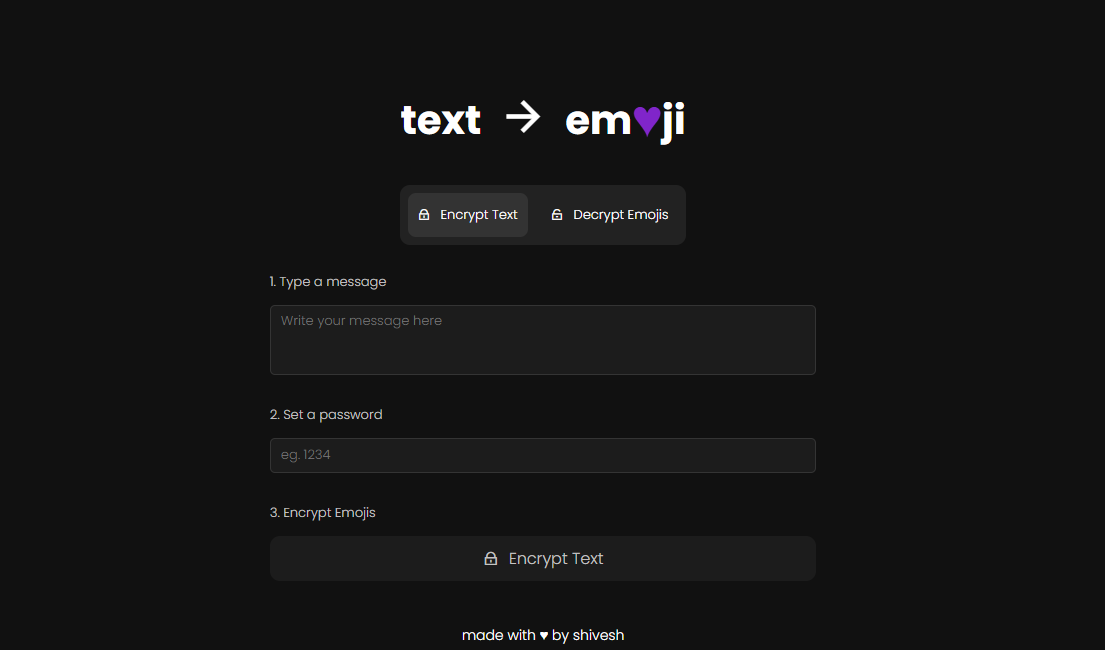 text → em♥ji
Encrypt Text Decrypt Emojis
1. Type a message
Write your message here
2. Set a password
eg. 1234
3. Encrypt Emojis
Encrypt Text
made with ♥ by shivesh